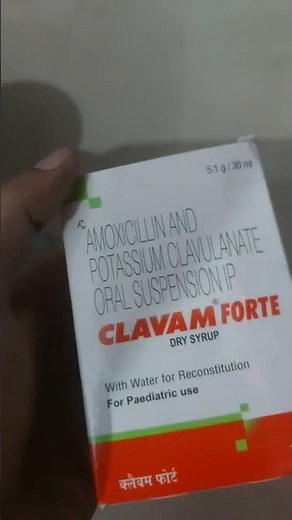 5.1 g / 30 ml
Rx
AMOXICILLIN AND
POTASSIUM CLAVULANATE
ORAL SUSPENSION IP
CLAVAM® FORTE
DRY SYRUP
With Water for Reconstitution
For Paediatric use
क्लैवम फोर्ट